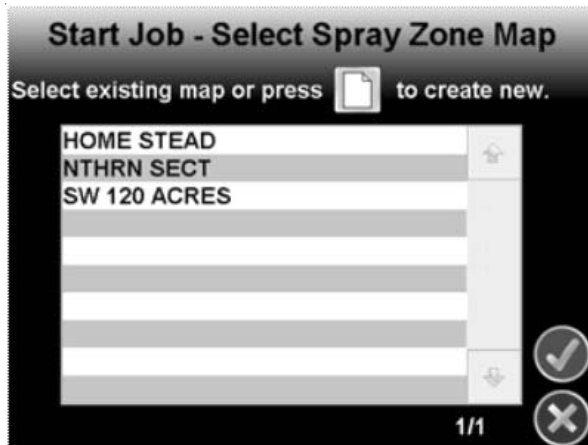 Start Job - Select Spray Zone Map
Select existing map or press to create new.
HOME STEAD
NTHRN SECT
SW 120 ACRES
1/1